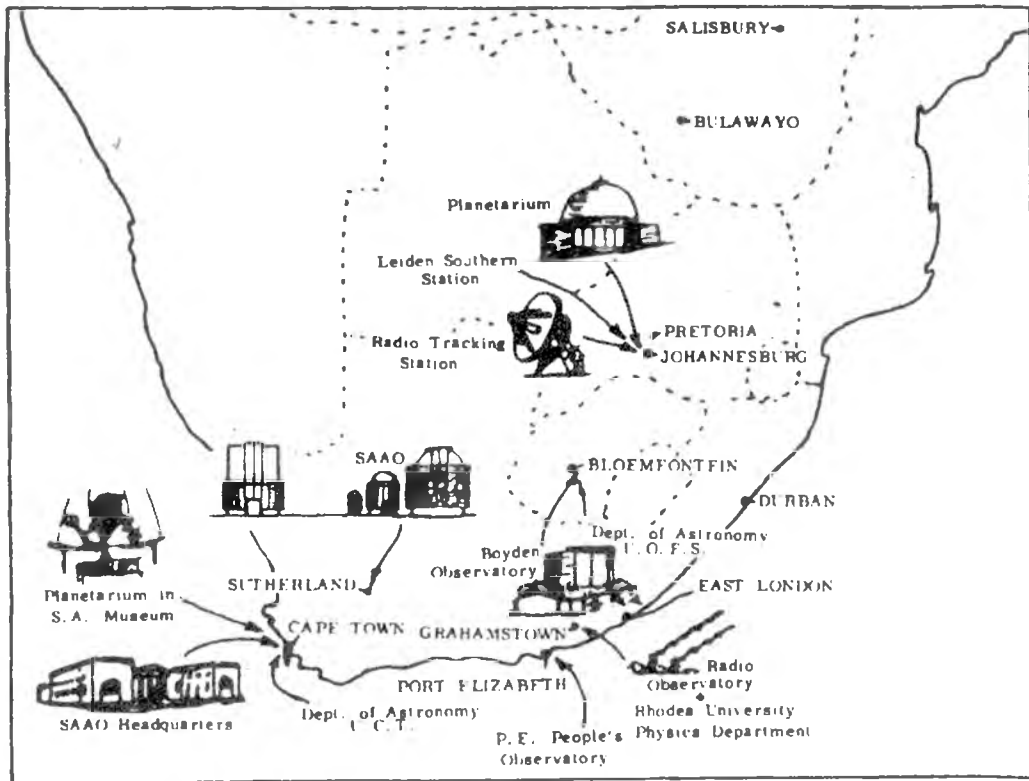 SALISBURY
BULAWAYO
Planetarium
Leiden Southern
Station
PRETORIA
JOHANNESBURG
Radio Tracking
Station
SAAO
BLOEMFONTEIN
DURBAN
Dept. of Astronomy
U.O.F.S.
Boyden
Observatory
SUTHERLAND
EAST LONDON
Planetarium in
S.A. Museum
CAPE TOWN
GRAHAMSTOWN
PORT ELIZABETH
Radio
Observatory
SAAO Headquarters
Dept. of Astronomy
U.C.T.
Rhodes University
Physics Department
P.E. People's
Observatory